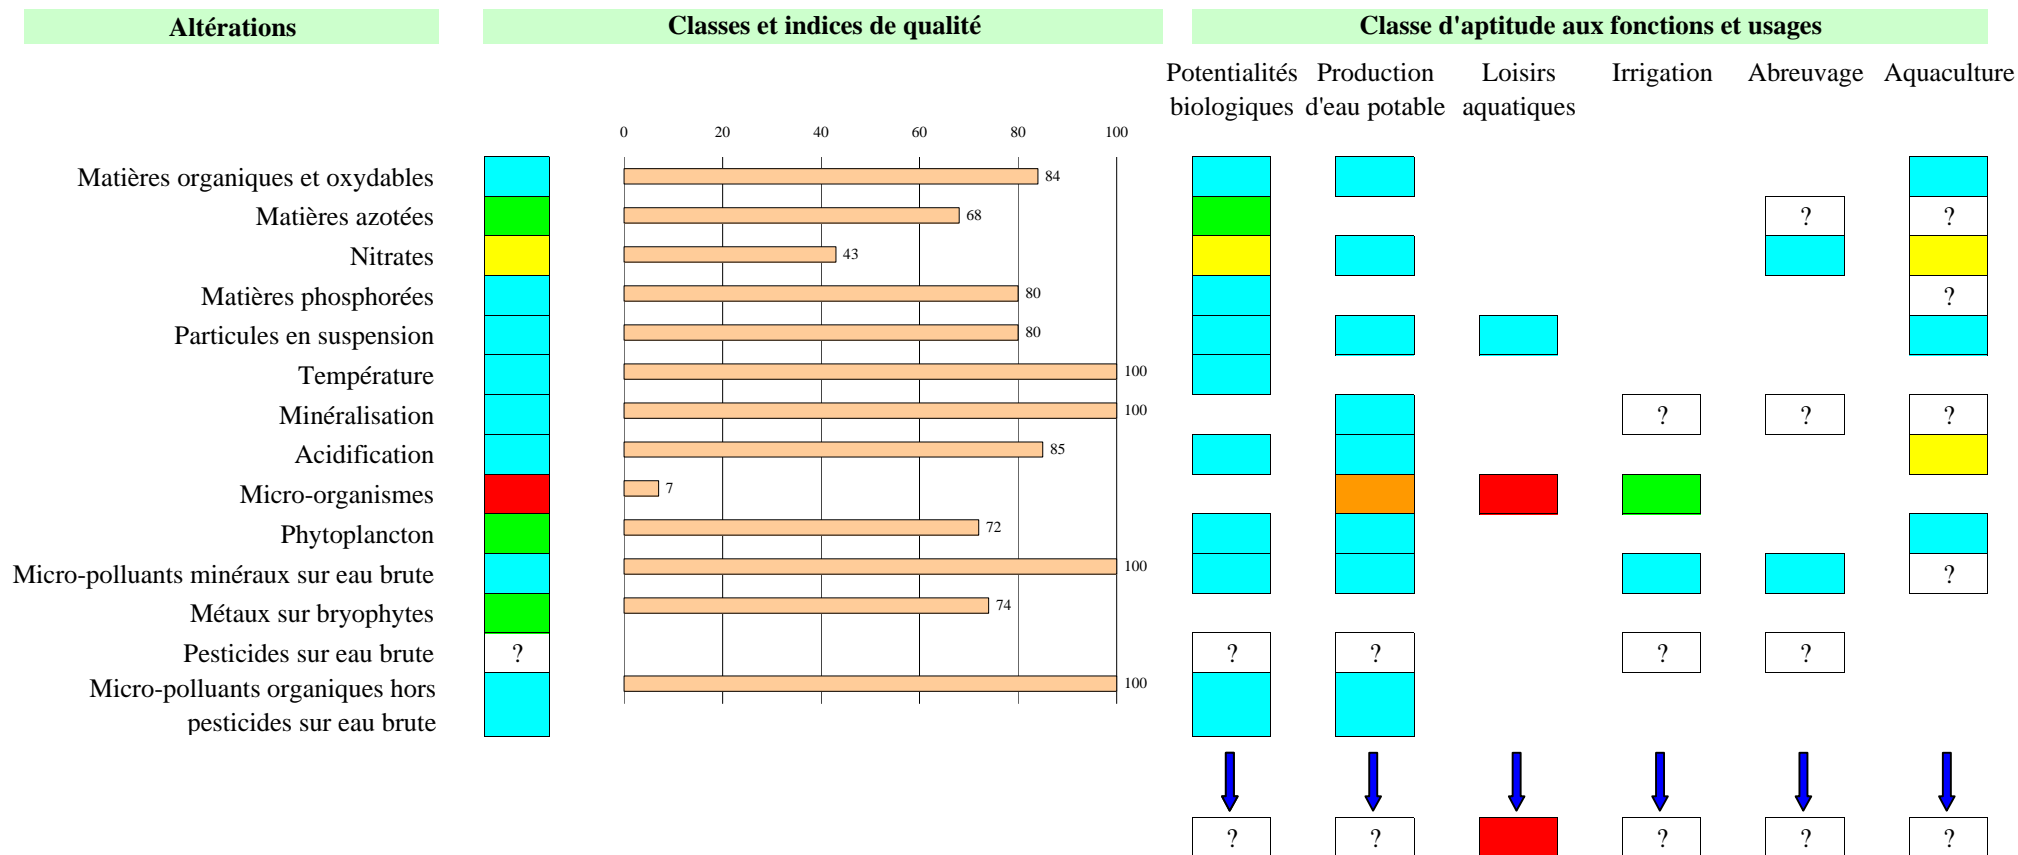 Altérations
Classes et indices de qualité
Classe d'aptitude aux fonctions et usages
Potentialités Production Loisirs Irrigation Abreuvage Aquaculture
biologiques d'eau potable aquatiques
0 20 40 60 80 100
Matières organiques et oxydables 84
Matières azotées 68 ? ?
Nitrates 43
Matières phosphorées 80 ?
Particules en suspension 80
Température 100
Minéralisation 100 ? ? ?
Acidification 85
Micro-organismes 7
Phytoplancton 72
Micro-polluants minéraux sur eau brute 100 ?
Métaux sur bryophytes 74
Pesticides sur eau brute ? ? ? ? ?
Micro-polluants organiques hors 100
pesticides sur eau brute
? ? ? ? ?